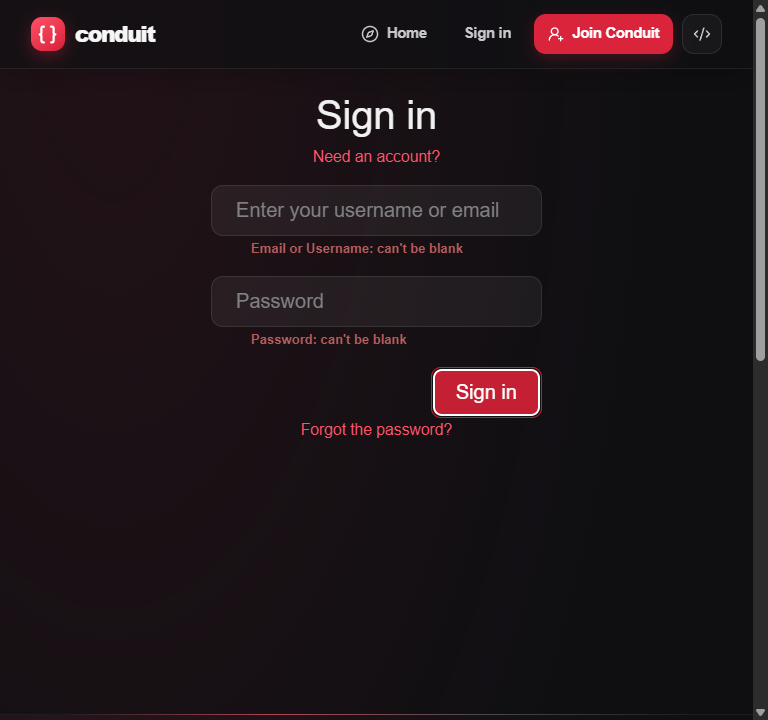 { } conduit
Home
Sign in
Join Conduit
</>
Sign in
Need an account?
Enter your username or email
Email or Username: can't be blank
Password
Password: can't be blank
Sign in
Forgot the password?